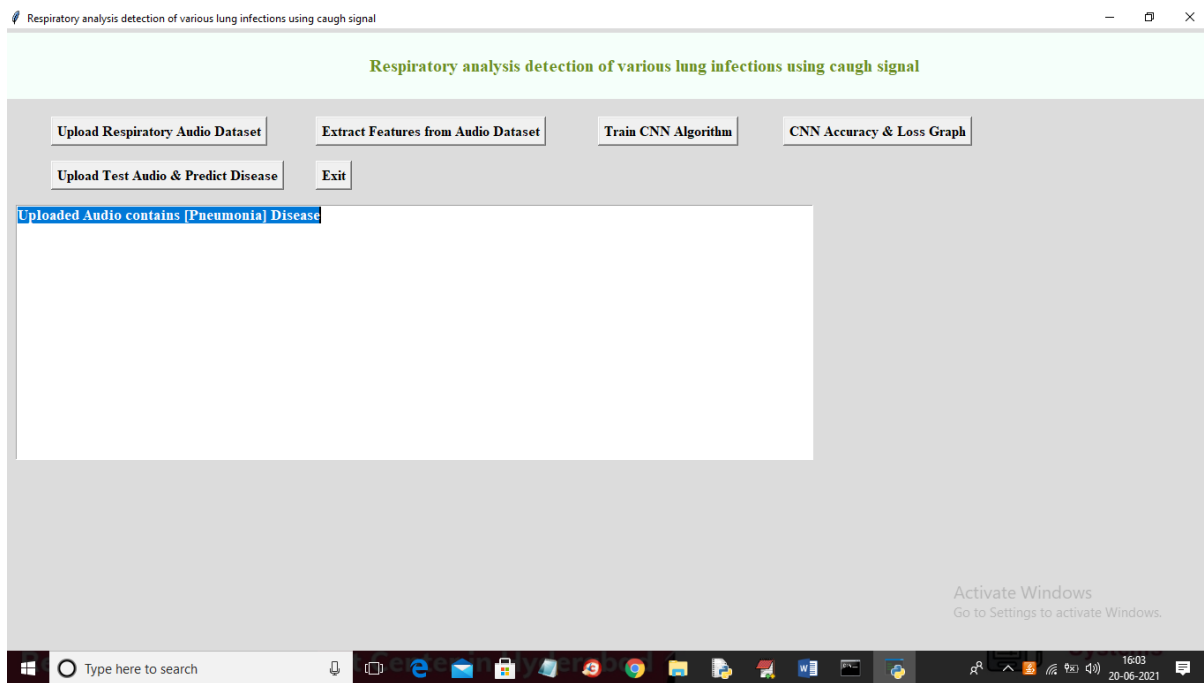 Respiratory analysis detection of various lung infections using caugh signal
Respiratory analysis detection of various lung infections using caugh signal
Upload Respiratory Audio Dataset
Extract Features from Audio Dataset
Train CNN Algorithm
CNN Accuracy & Loss Graph
Upload Test Audio & Predict Disease
Exit
Uploaded Audio contains [Pneumonia] Disease
Activate Windows
Go to Settings to activate Windows.
Type here to search
16:03
20-06-2021